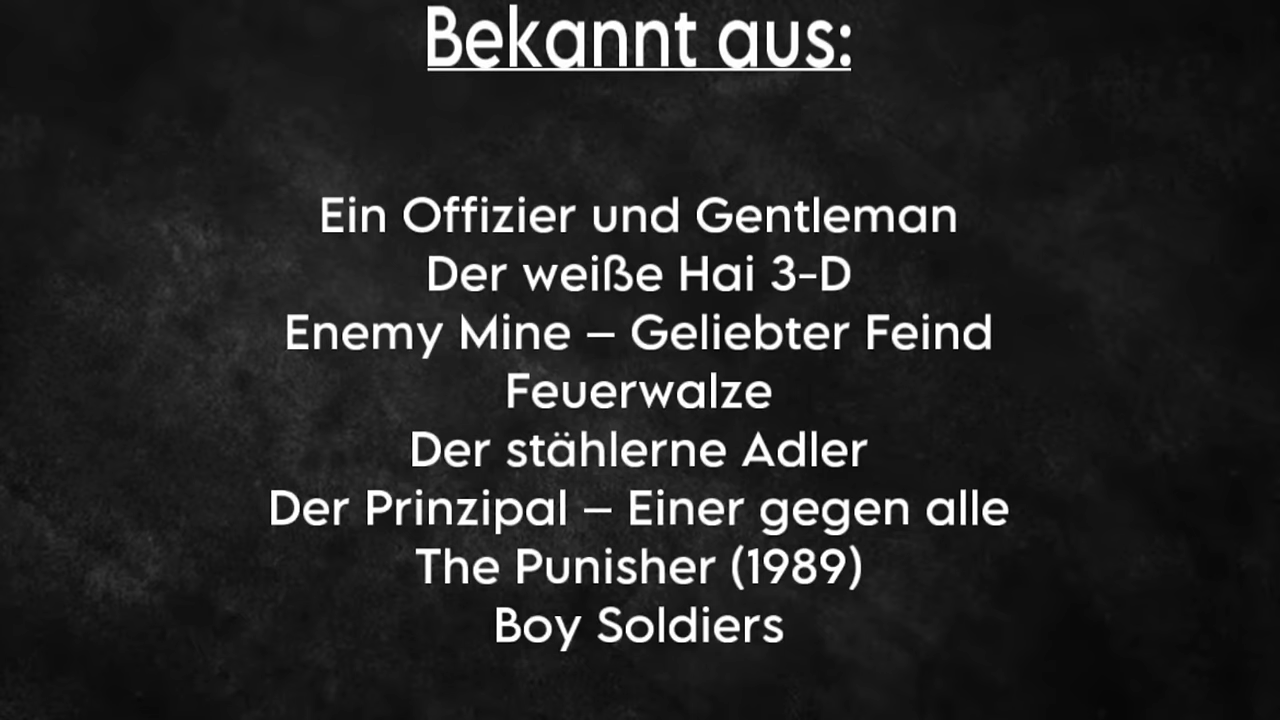 Bekannt aus:
Ein Offizier und Gentleman
Der weiße Hai 3-D
Enemy Mine – Geliebter Feind
Feuerwalze
Der stählerne Adler
Der Prinzipal – Einer gegen alle
The Punisher (1989)
Boy Soldiers